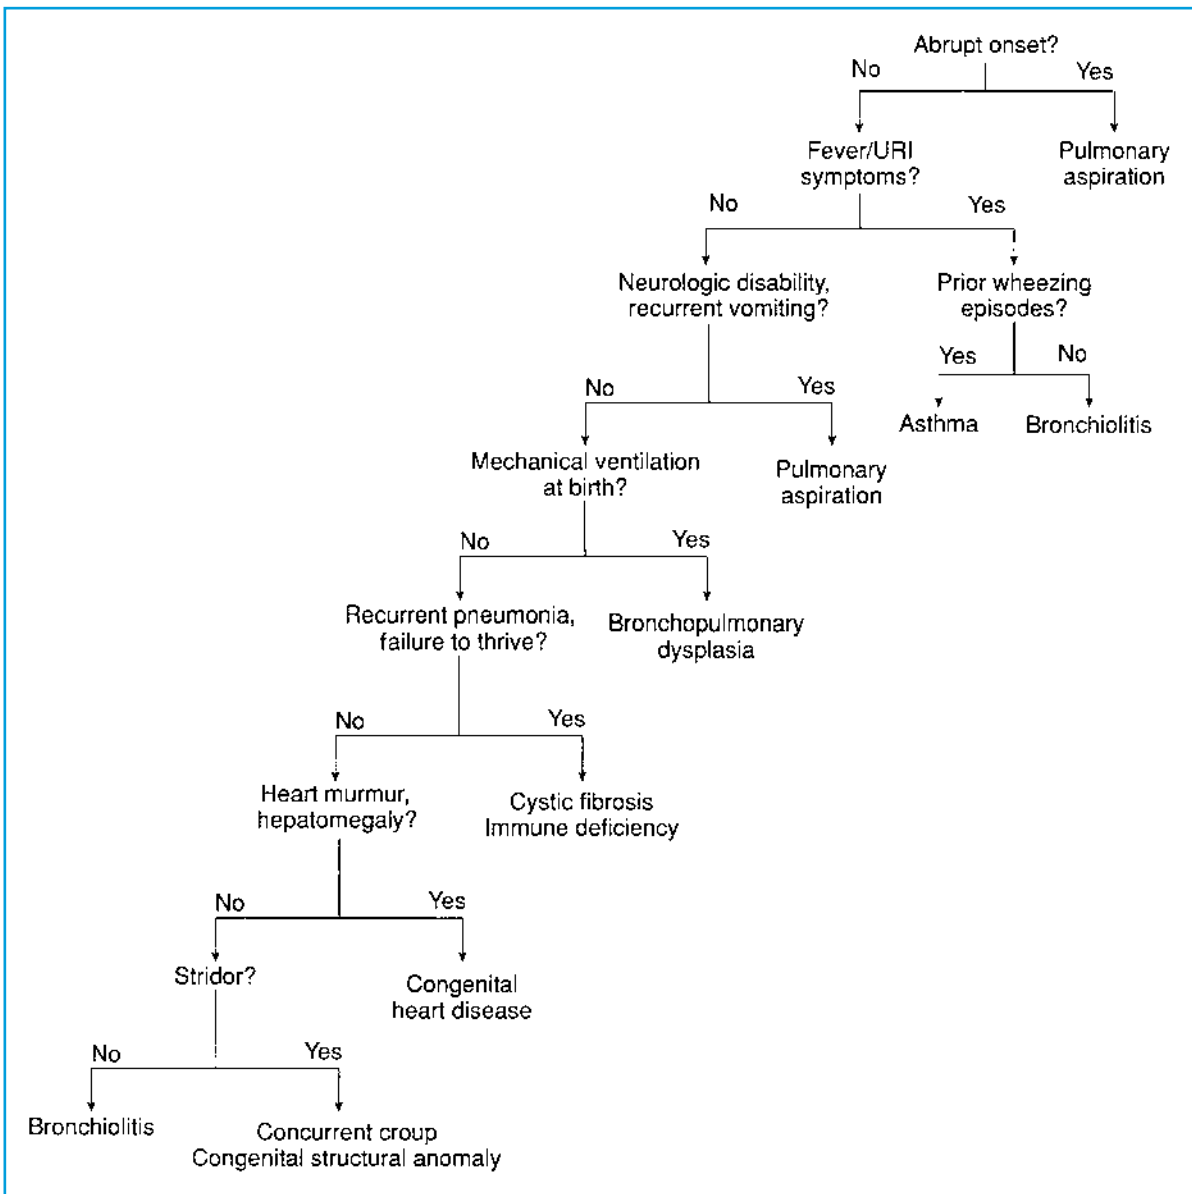 Abrupt onset?
No
Yes
Fever/URI
symptoms?
Pulmonary
aspiration
No
Yes
Neurologic disability,
recurrent vomiting?
Prior wheezing
episodes?
Yes
No
No
Yes
Asthma
Bronchiolitis
Mechanical ventilation
at birth?
Pulmonary
aspiration
No
Yes
Recurrent pneumonia,
failure to thrive?
Bronchopulmonary
dysplasia
No
Yes
Heart murmur,
hepatomegaly?
Cystic fibrosis
Immune deficiency
No
Yes
Stridor?
Congenital
heart disease
No
Yes
Bronchiolitis
Concurrent croup
Congenital structural anomaly